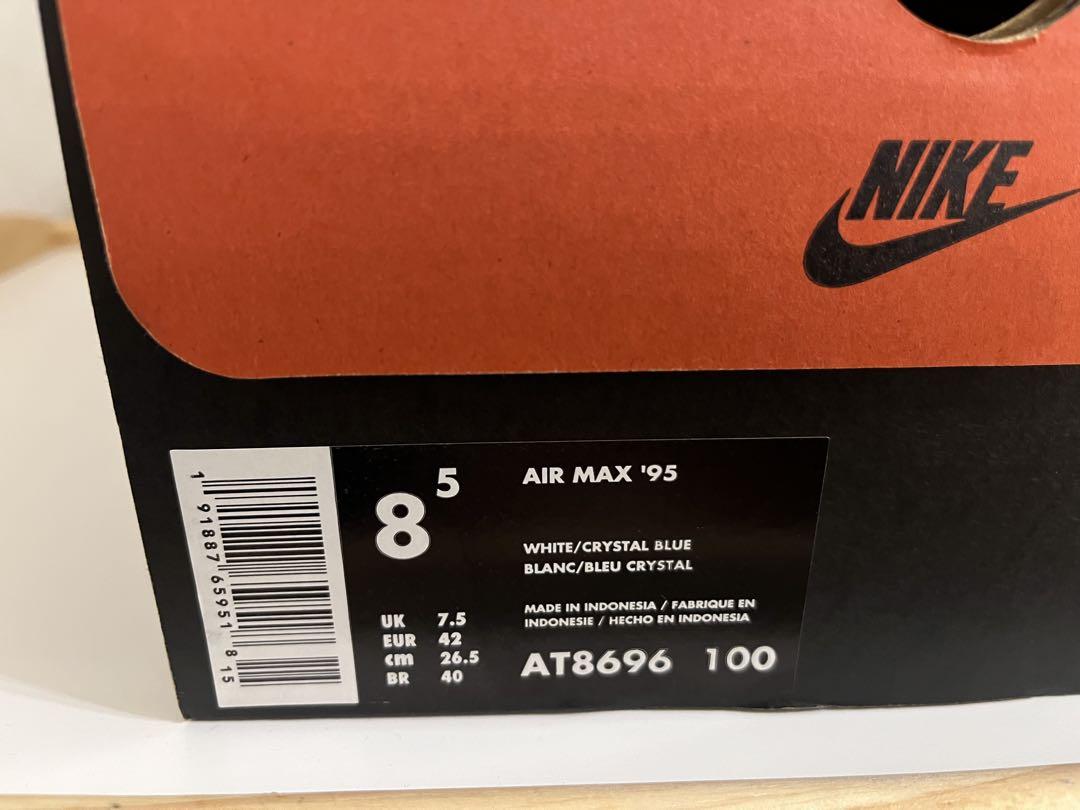 NIKE
8 5
AIR MAX '95
WHITE/CRYSTAL BLUE
BLANC/BLEU CRYSTAL
UK 7.5
EUR 42
cm 26.5
BR 40
MADE IN INDONESIA / FABRIQUE EN
INDONESIE / HECHO EN INDONESIA
AT8696 100
1 91887 65951 8 15